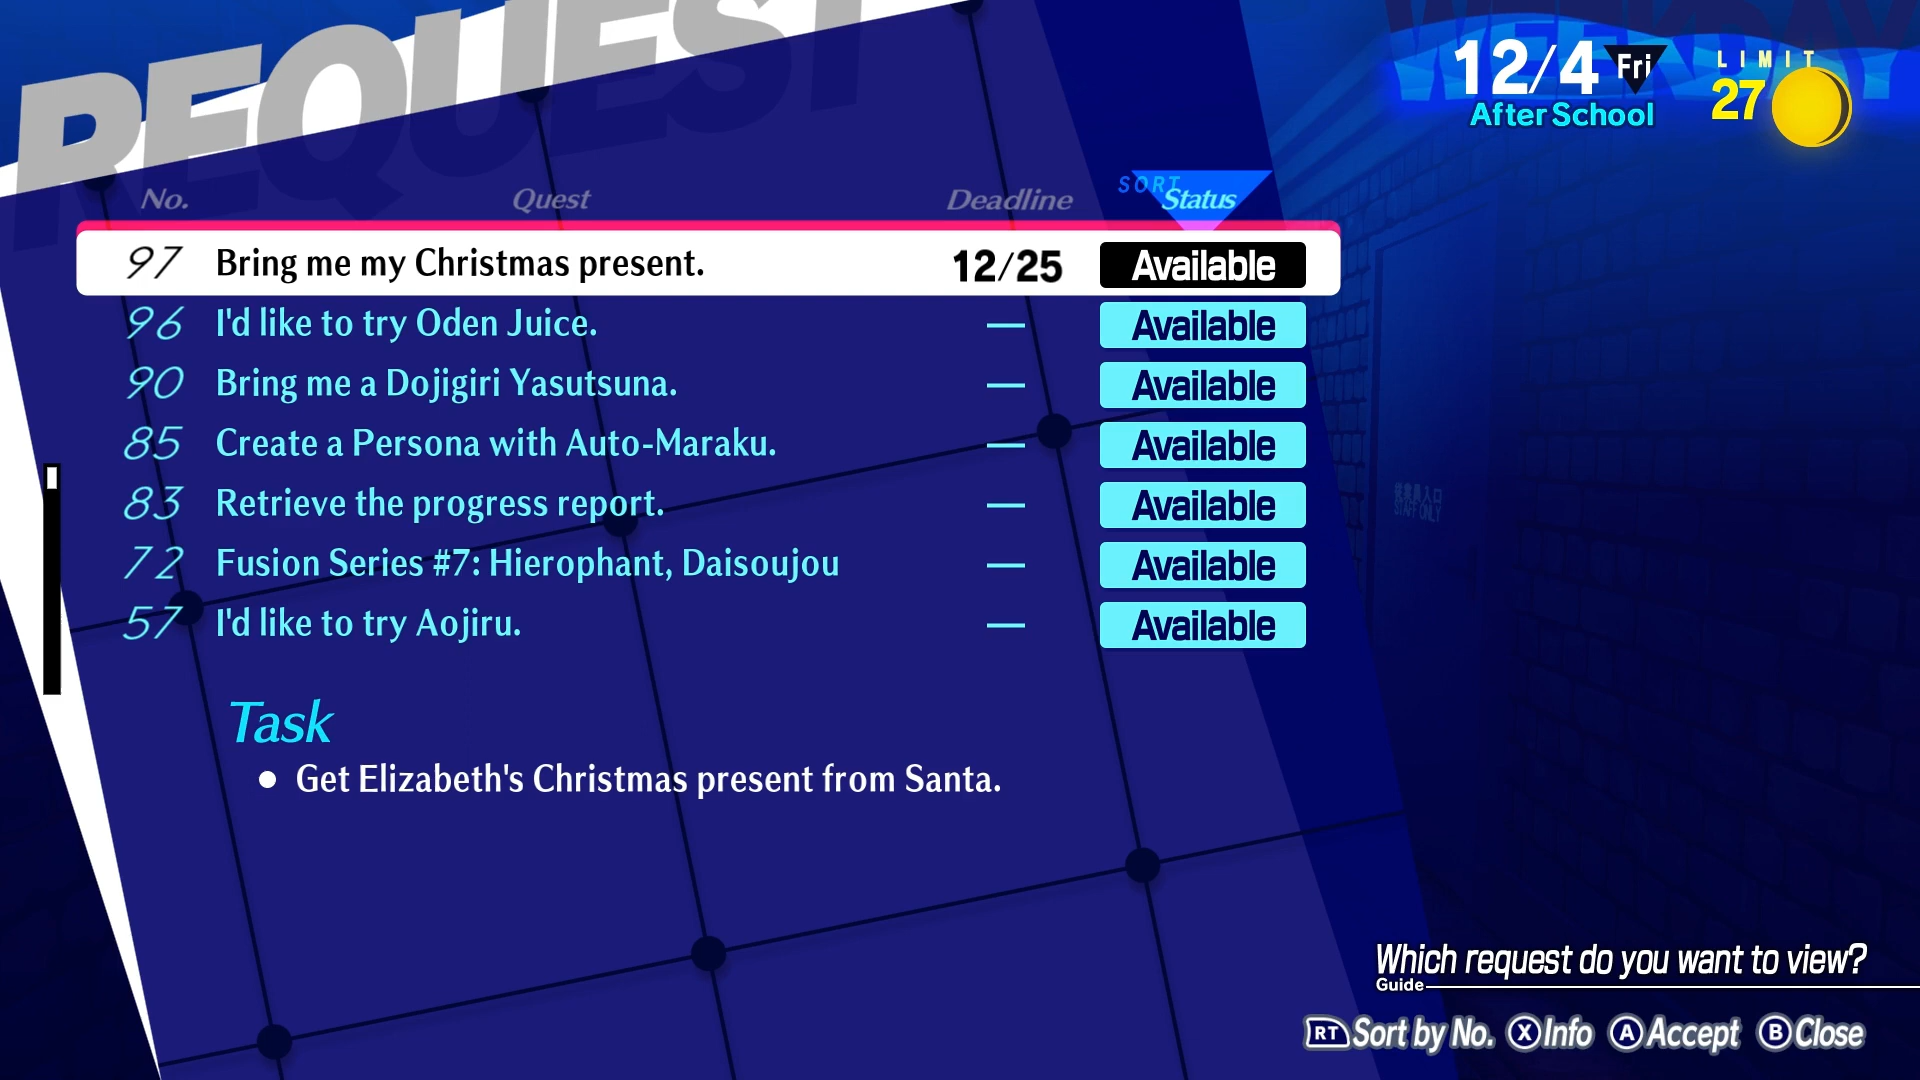 REQUEST
WEEKDAY
12/4 Fri
After School
LIMIT
27
No. Quest Deadline SORT Status
97 Bring me my Christmas present. 12/25 Available
96 I'd like to try Oden Juice. — Available
90 Bring me a Dojigiri Yasutsuna. — Available
85 Create a Persona with Auto-Maraku. — Available
83 Retrieve the progress report. — Available
72 Fusion Series #7: Hierophant, Daisoujou — Available
57 I'd like to try Aojiru. — Available
STAFF ONLY
Task
• Get Elizabeth's Christmas present from Santa.
Which request do you want to view?
Guide
RT Sort by No. X Info A Accept B Close